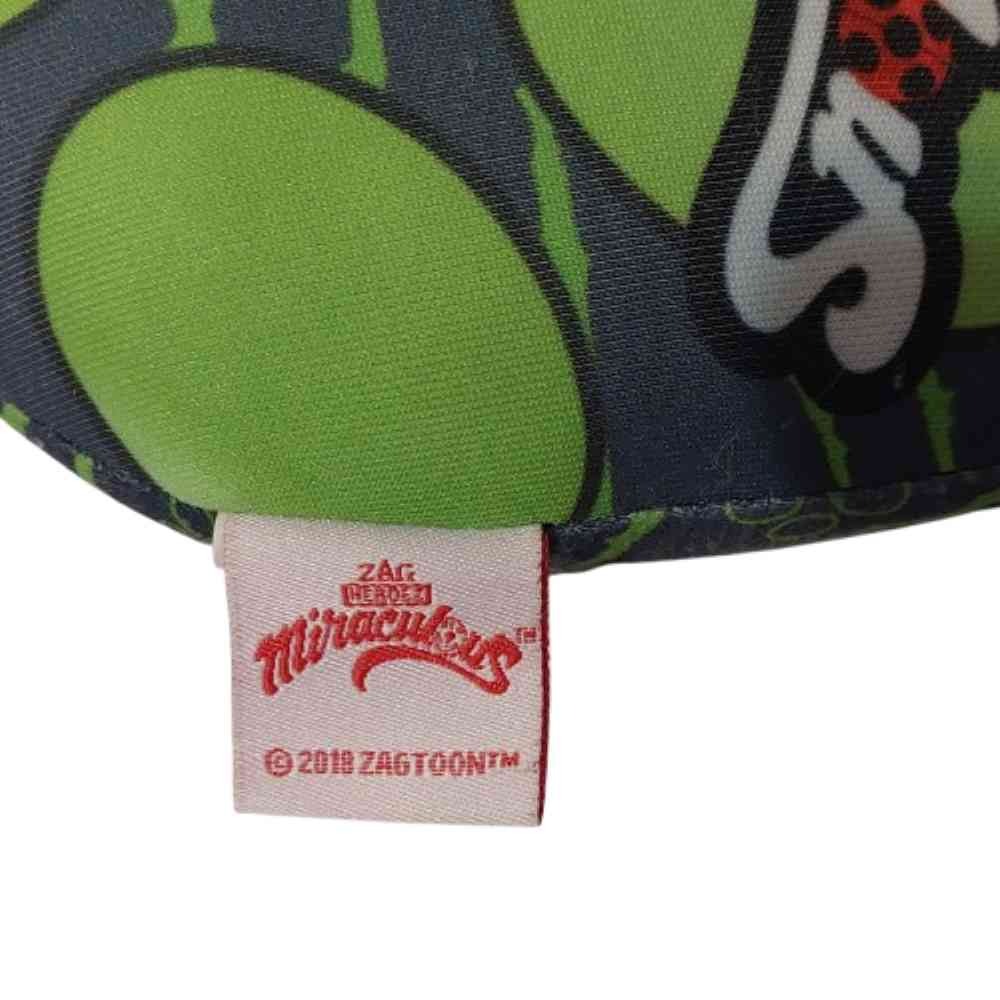 ZAG
HEROEZ
Miraculous™
© 2018 ZAGTOON™